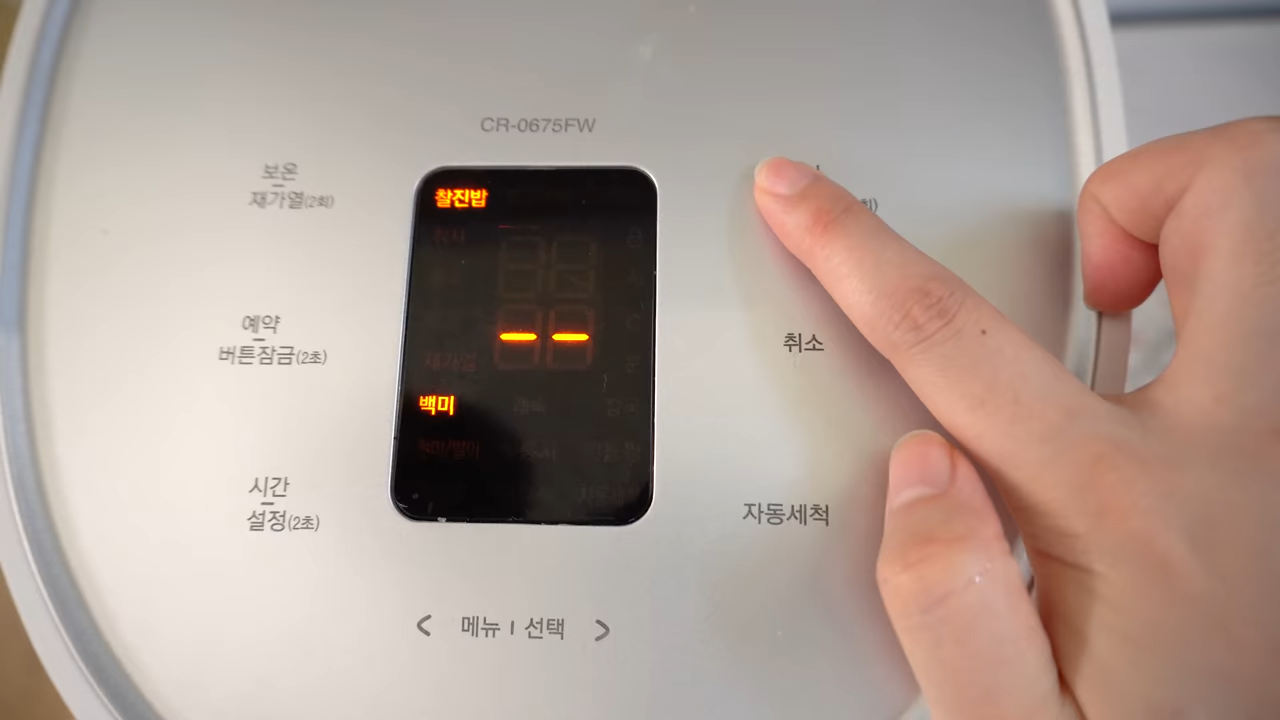 CR-0675FW
보온
재가열(2회)
찰진밥
예약
버튼잠금(2초)
취소
백미
시간
설정(2초)
자동세척
< 메뉴 I 선택 >